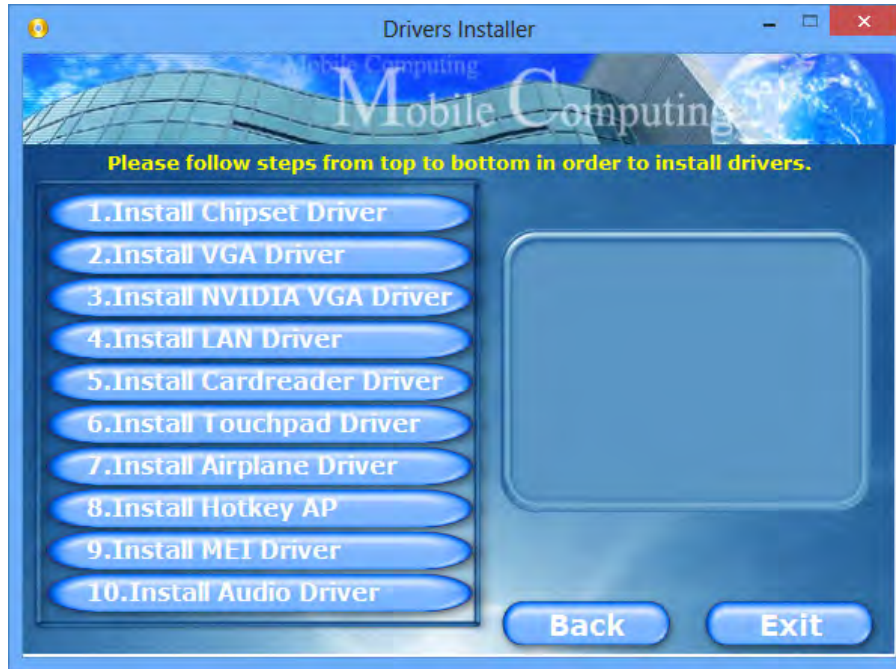 Drivers Installer
Mobile Computing
Mobile Computing
Please follow steps from top to bottom in order to install drivers.
1.Install Chipset Driver
2.Install VGA Driver
3.Install NVIDIA VGA Driver
4.Install LAN Driver
5.Install Cardreader Driver
6.Install Touchpad Driver
7.Install Airplane Driver
8.Install Hotkey AP
9.Install MEI Driver
10.Install Audio Driver
Back
Exit